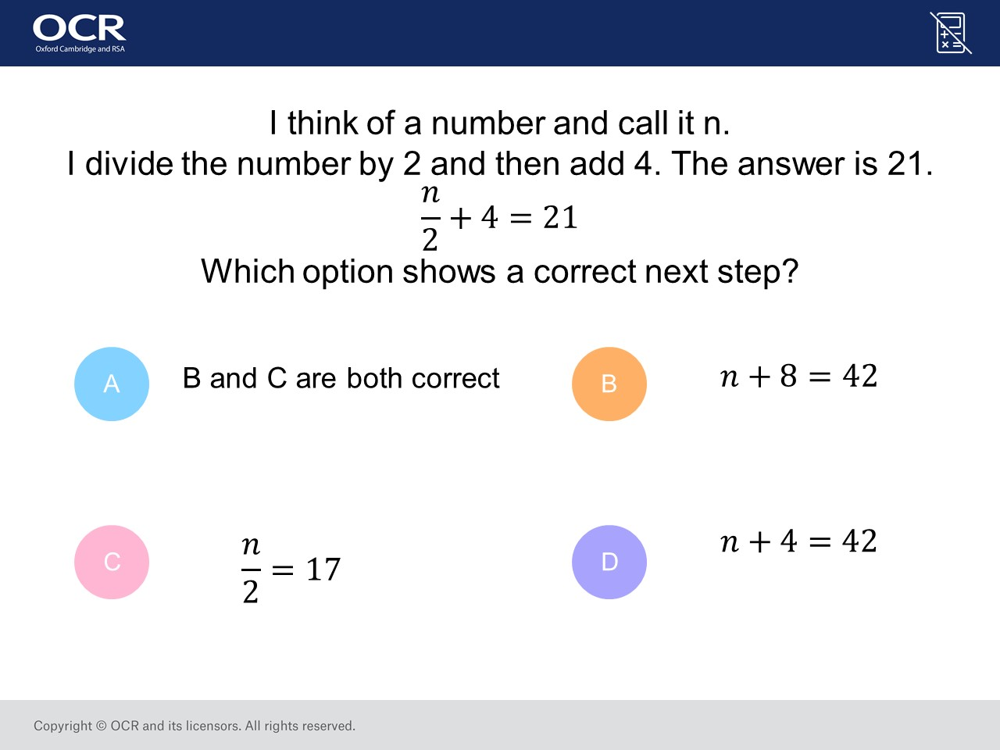 OCR
Oxford Cambridge and RSA
I think of a number and call it n.
I divide the number by 2 and then add 4. The answer is 21.
n/2 + 4 = 21
Which option shows a correct next step?
A B and C are both correct
B n + 8 = 42
C n/2 = 17
D n + 4 = 42
Copyright © OCR and its licensors. All rights reserved.